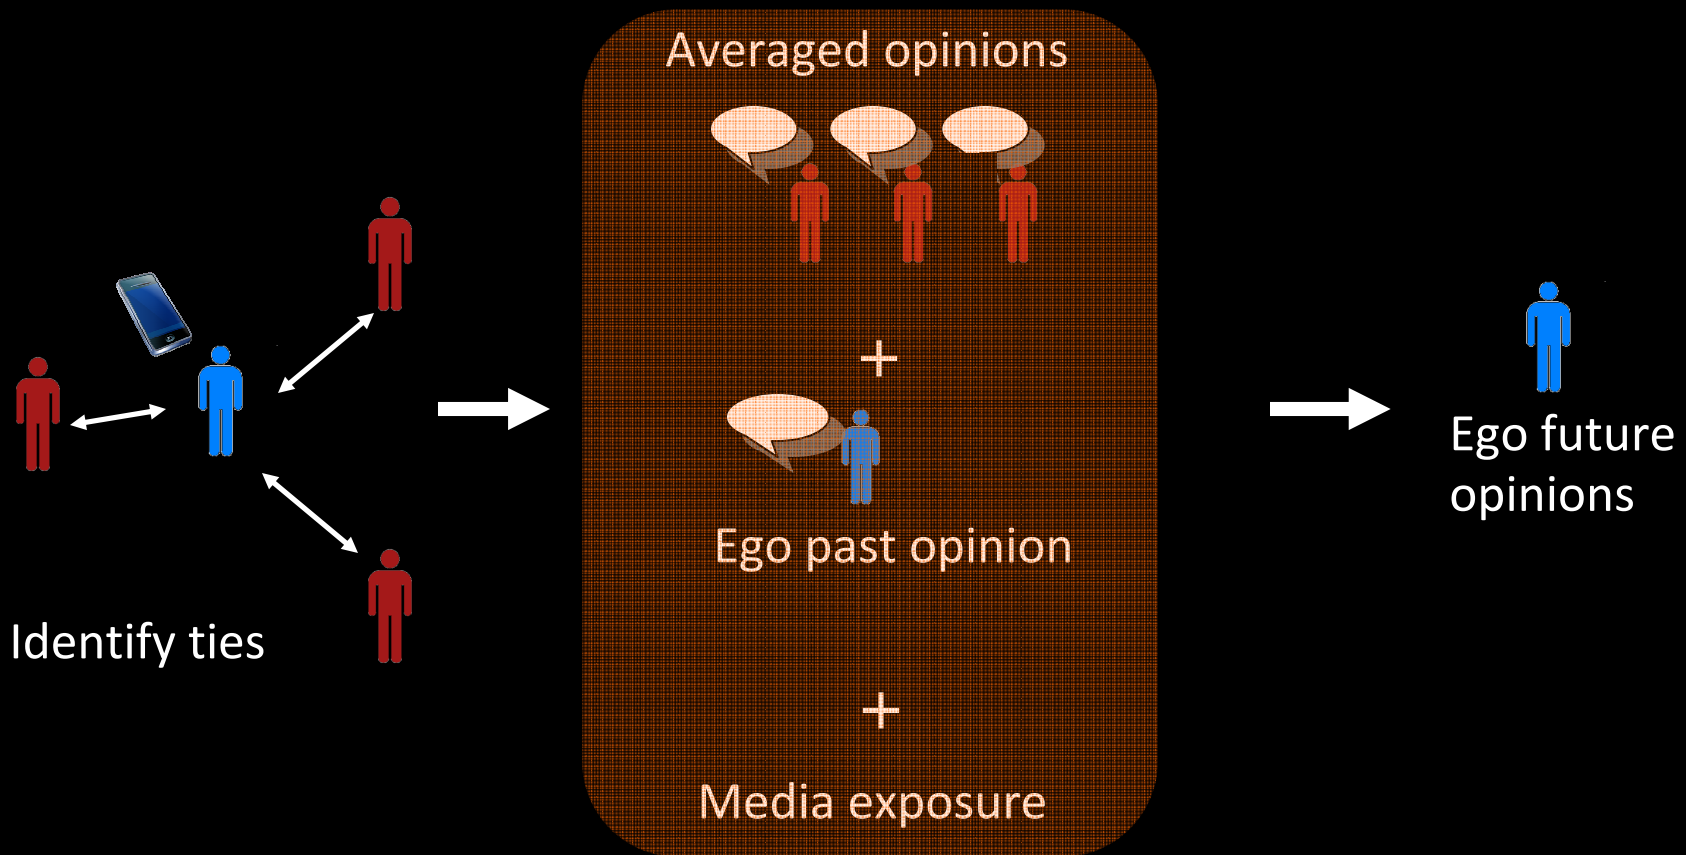 Averaged opinions
+
Ego past opinion
+
Media exposure
Identify ties
Ego future
opinions